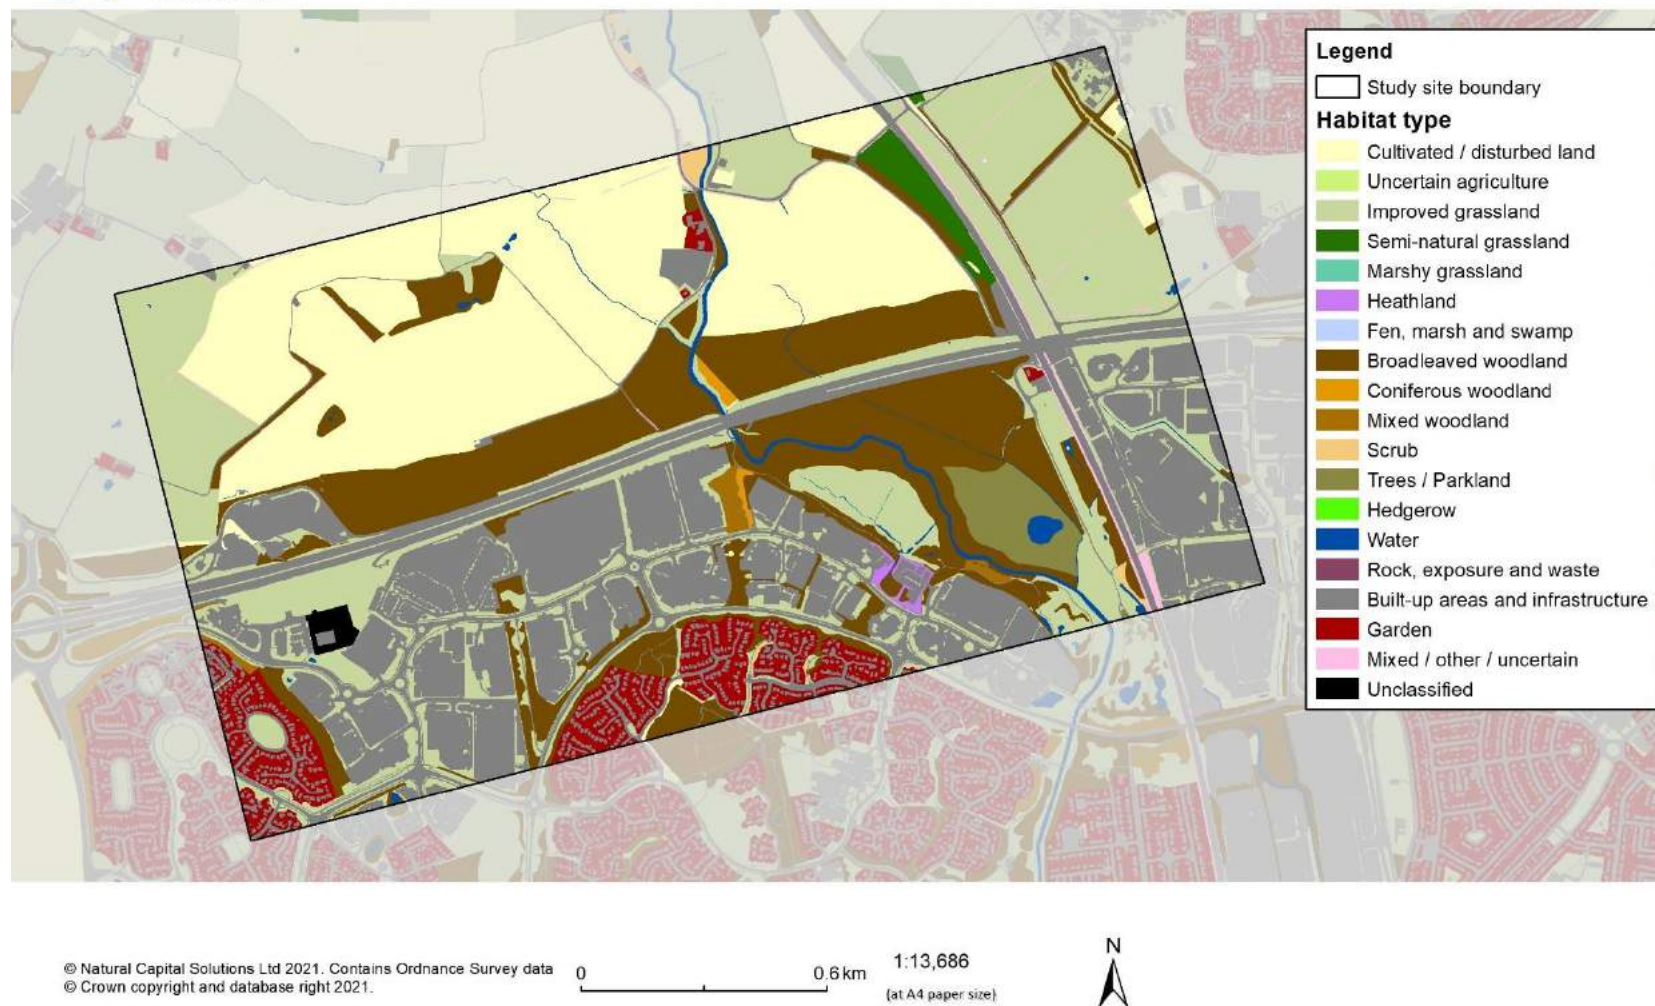 Legend
Study site boundary
Habitat type
Cultivated / disturbed land
Uncertain agriculture
Improved grassland
Semi-natural grassland
Marshy grassland
Heathland
Fen, marsh and swamp
Broadleaved woodland
Coniferous woodland
Mixed woodland
Scrub
Trees / Parkland
Hedgerow
Water
Rock, exposure and waste
Built-up areas and infrastructure
Garden
Mixed / other / uncertain
Unclassified
© Natural Capital Solutions Ltd 2021. Contains Ordnance Survey data
© Crown copyright and database right 2021.
0 0.6 km
1:13,686
(at A4 paper size)
N